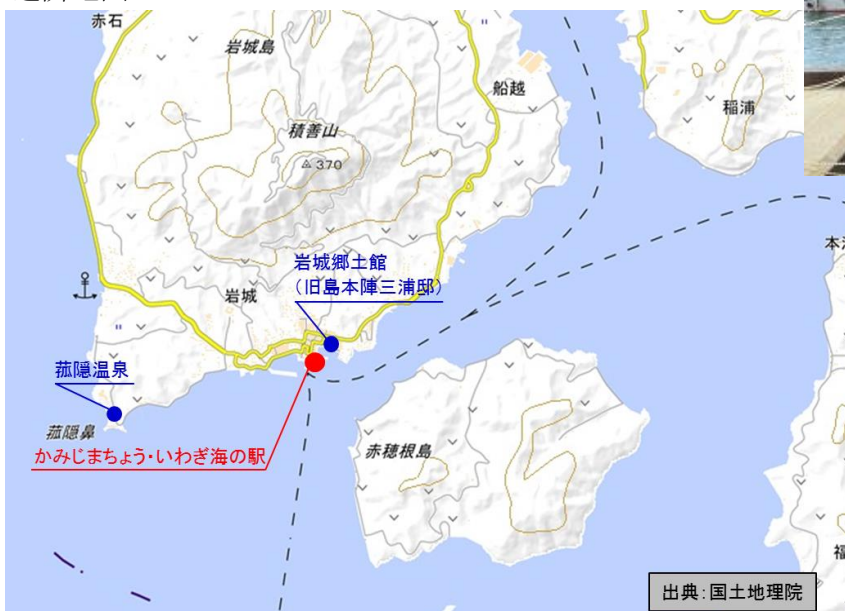 赤石
岩城島
船越
稲浦
積善山
370
岩城郷土館
（旧島本陣三浦邸）
岩城
菰隠温泉
菰隠鼻
かみじまちょう・いわぎ海の駅
赤穂根島
出典：国土地理院